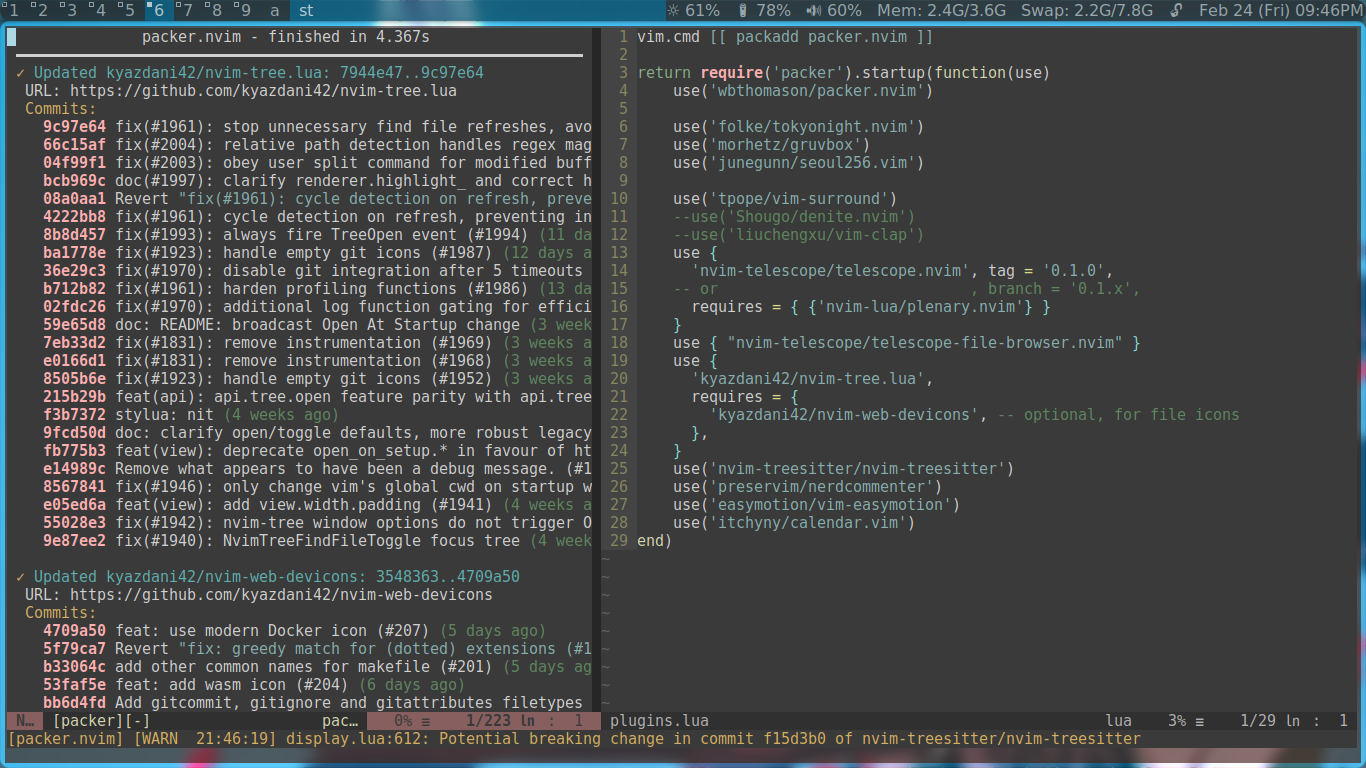 1 2 3 4 5 6 7 8 9 a st 61% 78% 60% Mem: 2.4G/3.6G Swap: 2.2G/7.8G Feb 24 (Fri) 09:46PM
packer.nvim - finished in 4.367s
✓ Updated kyazdani42/nvim-tree.lua: 7944e47..9c97e64
URL: https://github.com/kyazdani42/nvim-tree.lua
Commits:
9c97e64 fix(#1961): stop unnecessary find file refreshes, avo
66c15af fix(#2004): relative path detection handles regex mag
04f99f1 fix(#2003): obey user split command for modified buff
bcb969c doc(#1997): clarify renderer.highlight_ and correct h
08a0aa1 Revert "fix(#1961): cycle detection on refresh, preve
4222bb8 fix(#1961): cycle detection on refresh, preventing in
8b8d457 fix(#1993): always fire TreeOpen event (#1994) (11 da
ba1778e fix(#1923): handle empty git icons (#1987) (12 days a
36e29c3 fix(#1970): disable git integration after 5 timeouts
b712b82 fix(#1961): harden profiling functions (#1986) (13 da
02fdc26 fix(#1970): additional log function gating for effici
59e65d8 doc: README: broadcast Open At Startup change (3 week
7eb33d2 fix(#1831): remove instrumentation (#1969) (3 weeks a
e0166d1 fix(#1831): remove instrumentation (#1968) (3 weeks a
8505b6e fix(#1923): handle empty git icons (#1952) (3 weeks a
215b29b feat(api): api.tree.open feature parity with api.tree
f3b7372 stylua: nit (4 weeks ago)
9fcd50d doc: clarify open/toggle defaults, more robust legacy
fb775b3 feat(view): deprecate open_on_setup.* in favour of ht
e14989c Remove what appears to have been a debug message. (#1
8567841 fix(#1946): only change vim's global cwd on startup w
e05ed6a feat(view): add view.width.padding (#1941) (4 weeks a
55028e3 fix(#1942): nvim-tree window options do not trigger O
9e87ee2 fix(#1940): NvimTreeFindFileToggle focus tree (4 week
✓ Updated kyazdani42/nvim-web-devicons: 3548363..4709a50
URL: https://github.com/kyazdani42/nvim-web-devicons
Commits:
4709a50 feat: use modern Docker icon (#207) (5 days ago)
5f79ca7 Revert "fix: greedy match for (dotted) extensions (#1
b33064c add other common names for makefile (#201) (5 days ag
53faf5e feat: add wasm icon (#204) (6 days ago)
bb6d4fd Add gitcommit, gitignore and gitattributes filetypes
N… [packer][-] pac… 0% ≡ 1/223 ln : 1
1 vim.cmd [[ packadd packer.nvim ]]
2
3 return require('packer').startup(function(use)
4 use('wbthomason/packer.nvim')
5
6 use('folke/tokyonight.nvim')
7 use('morhetz/gruvbox')
8 use('junegunn/seoul256.vim')
9
10 use('tpope/vim-surround')
11 --use('Shougo/denite.nvim')
12 --use('liuchengxu/vim-clap')
13 use {
14 'nvim-telescope/telescope.nvim', tag = '0.1.0',
15 -- or , branch = '0.1.x',
16 requires = { {'nvim-lua/plenary.nvim'} }
17 }
18 use { "nvim-telescope/telescope-file-browser.nvim" }
19 use {
20 'kyazdani42/nvim-tree.lua',
21 requires = {
22 'kyazdani42/nvim-web-devicons', -- optional, for file icons
23 },
24 }
25 use('nvim-treesitter/nvim-treesitter')
26 use('preservim/nerdcommenter')
27 use('easymotion/vim-easymotion')
28 use('itchyny/calendar.vim')
29 end)
~
~
~
~
~
~
~
~
~
plugins.lua lua 3% ≡ 1/29 ln : 1
[packer.nvim] [WARN 21:46:19] display.lua:612: Potential breaking change in commit f15d3b0 of nvim-treesitter/nvim-treesitter